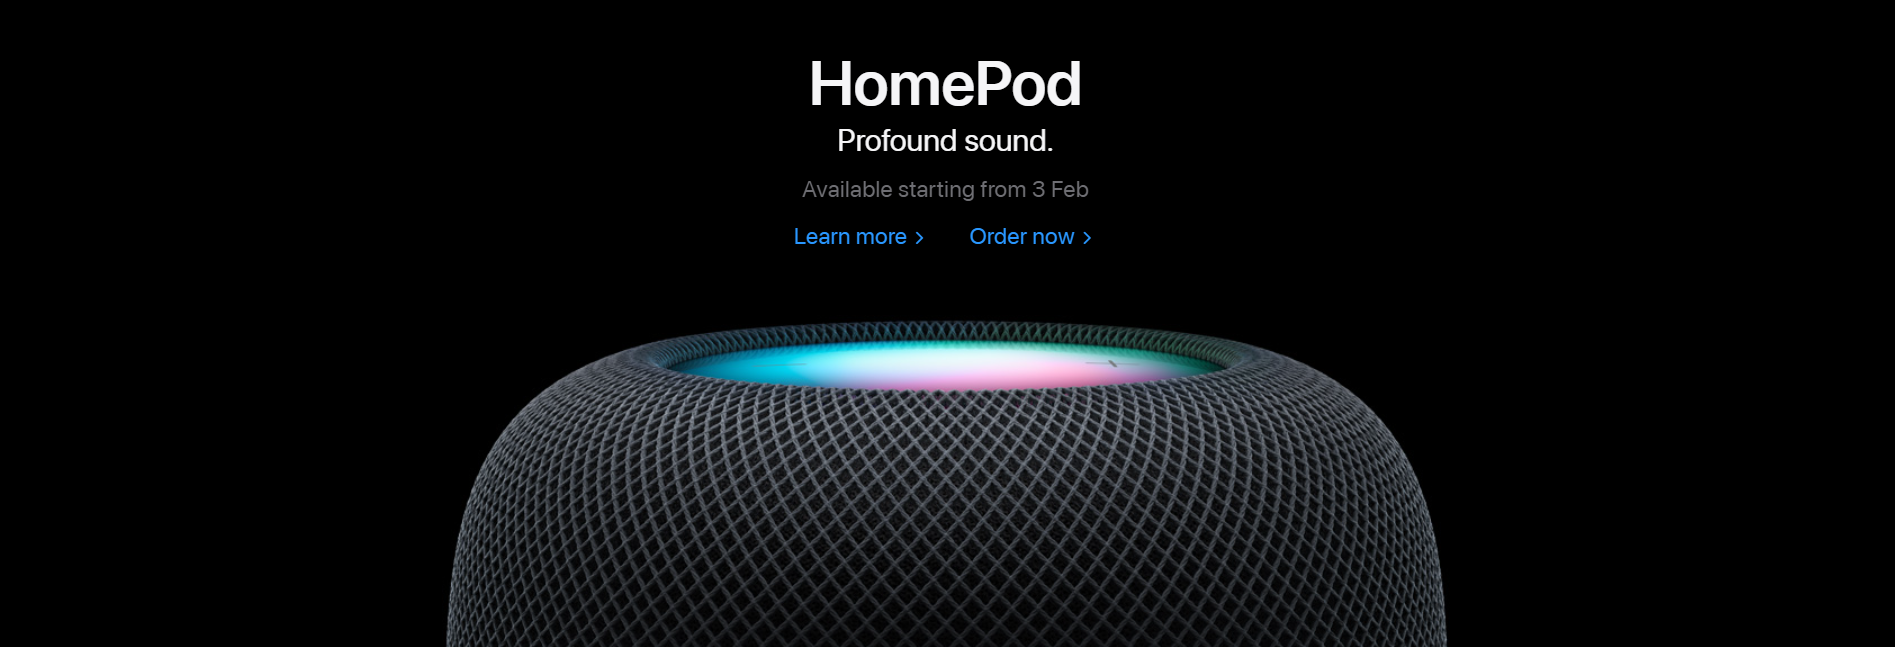 HomePod
Profound sound.
Available starting from 3 Feb
Learn more > Order now >